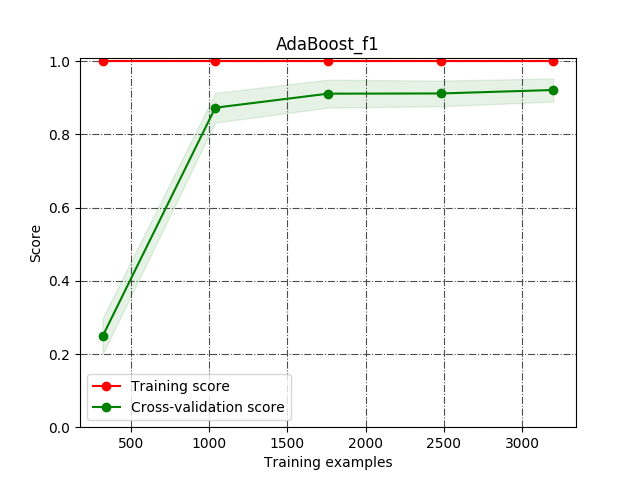 AdaBoost_f1
1.0
0.8
0.6
0.4
0.2
0.0
Score
Training score
Cross-validation score
500
1000
1500
2000
2500
3000
Training examples